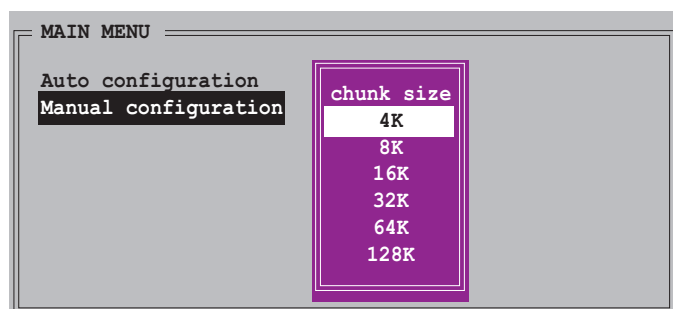 MAIN MENU
Auto configuration
Manual configuration
chunk size
4K
8K
16K
32K
64K
128K